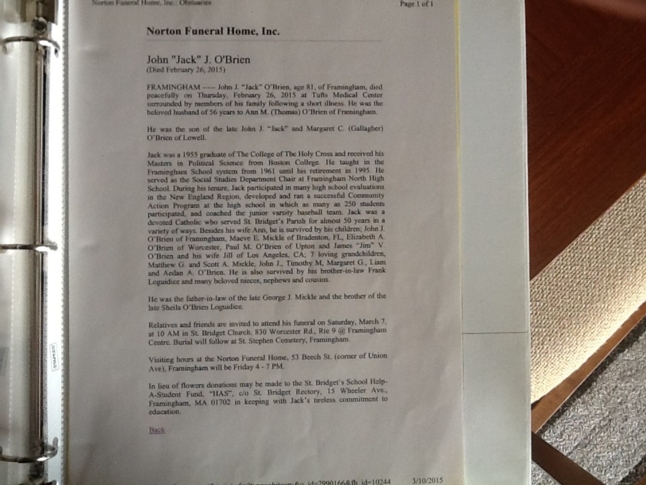 Norton Funeral Home, Inc.: Obituaries
Page 1 of 1
Norton Funeral Home, Inc.
John "Jack" J. O'Brien
(Died February 26, 2015)
FRAMINGHAM ---- John J. "Jack" O'Brien, age 81, of Framingham, died
peacefully on Thursday, February 26, 2015 at Tufts Medical Center
surrounded by members of his family following a short illness. He was the
beloved husband of 56 years to Ann M. (Thomas) O'Brien of Framingham.
He was the son of the late John J. "Jack" and Margaret C. (Gallagher)
O'Brien of Lowell.
Jack was a 1955 graduate of The College of The Holy Cross and received his
Masters in Political Science from Boston College. He taught in the
Framingham School system from 1961 until his retirement in 1995. He
served as the Social Studies Department Chair at Framingham North High
School. During his tenure, Jack participated in many high school evaluations
in the New England Region, developed and ran a successful Community
Action Program at the high school in which as many as 250 students
participated, and coached the junior varsity baseball team. Jack was a
devoted Catholic who served St. Bridget's Parish for almost 50 years in a
variety of ways. Besides his wife Ann, he is survived by his children; John J.
O'Brien of Framingham, Maeve E. Mickle of Bradenton, FL, Elizabeth A.
O'Brien of Worcester, Paul M. O'Brien of Upton and James "Jim" V.
O'Brien and his wife Jill of Los Angeles, CA; 7 loving grandchildren,
Matthew G. and Scott A. Mickle, John J., Timothy M, Margaret G., Liam
and Aedan A. O'Brien. He is also survived by his brother-in-law Frank
Loguidice and many beloved nieces, nephews and cousins.
He was the father-in-law of the late George J. Mickle and the brother of the
late Sheila O'Brien Loguidice.
Relatives and friends are invited to attend his funeral on Saturday, March 7,
at 10 AM in St. Bridget Church, 830 Worcester Rd., Rte 9 @ Framingham
Centre. Burial will follow at St. Stephen Cemetery, Framingham.
Visiting hours at the Norton Funeral Home, 53 Beech St. (corner of Union
Ave), Framingham will be Friday 4 - 7 PM.
In lieu of flowers donations may be made to the St. Bridget's School Help-
A-Student Fund, "HAS", c/o St. Bridget Rectory, 15 Wheeler Ave.,
Framingham, MA 01702 in keeping with Jack's tireless commitment to
education.
Back
3/10/2015